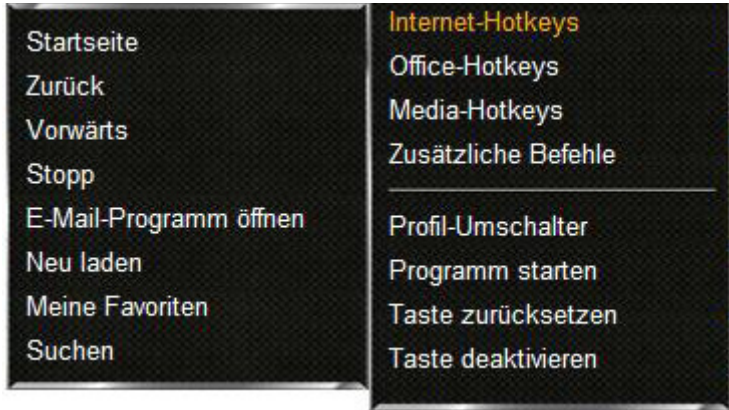 Startseite
Zurück
Vorwärts
Stopp
E-Mail-Programm öffnen
Neu laden
Meine Favoriten
Suchen
Internet-Hotkeys
Office-Hotkeys
Media-Hotkeys
Zusätzliche Befehle
Profil-Umschalter
Programm starten
Taste zurücksetzen
Taste deaktivieren